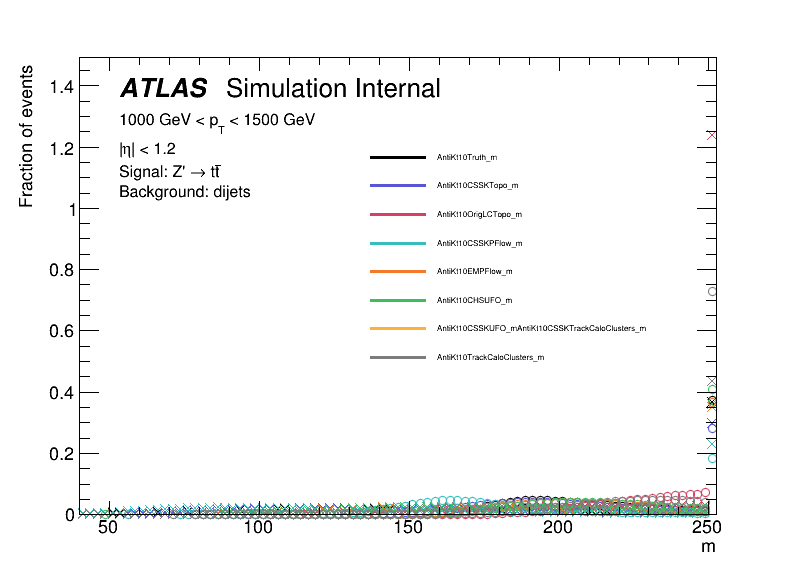 ATLAS Simulation Internal
1000 GeV < p_T < 1500 GeV
|η| < 1.2
Signal: Z' → tt̄
Background: dijets
AntiKt10Truth_m
AntiKt10CSSKTopo_m
AntiKt10OrigLCTopo_m
AntiKt10CSSKPFlow_m
AntiKt10EMPFlow_m
AntiKt10CHSUFO_m
AntiKt10CSSKUFO_mAntiKt10CSSKTrackCaloClusters_m
AntiKt10TrackCaloClusters_m
Fraction of events
1.4
1.2
1
0.8
0.6
0.4
0.2
0
50 100 150 200 250
m